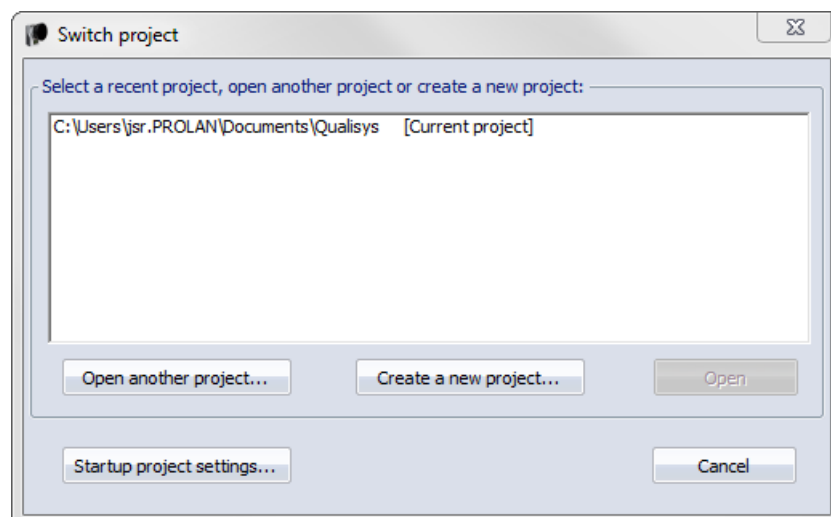 Switch project
Select a recent project, open another project or create a new project:
C:\Users\jsr.PROLAN\Documents\Qualisys [Current project]
Open another project...
Create a new project...
Open
Startup project settings...
Cancel